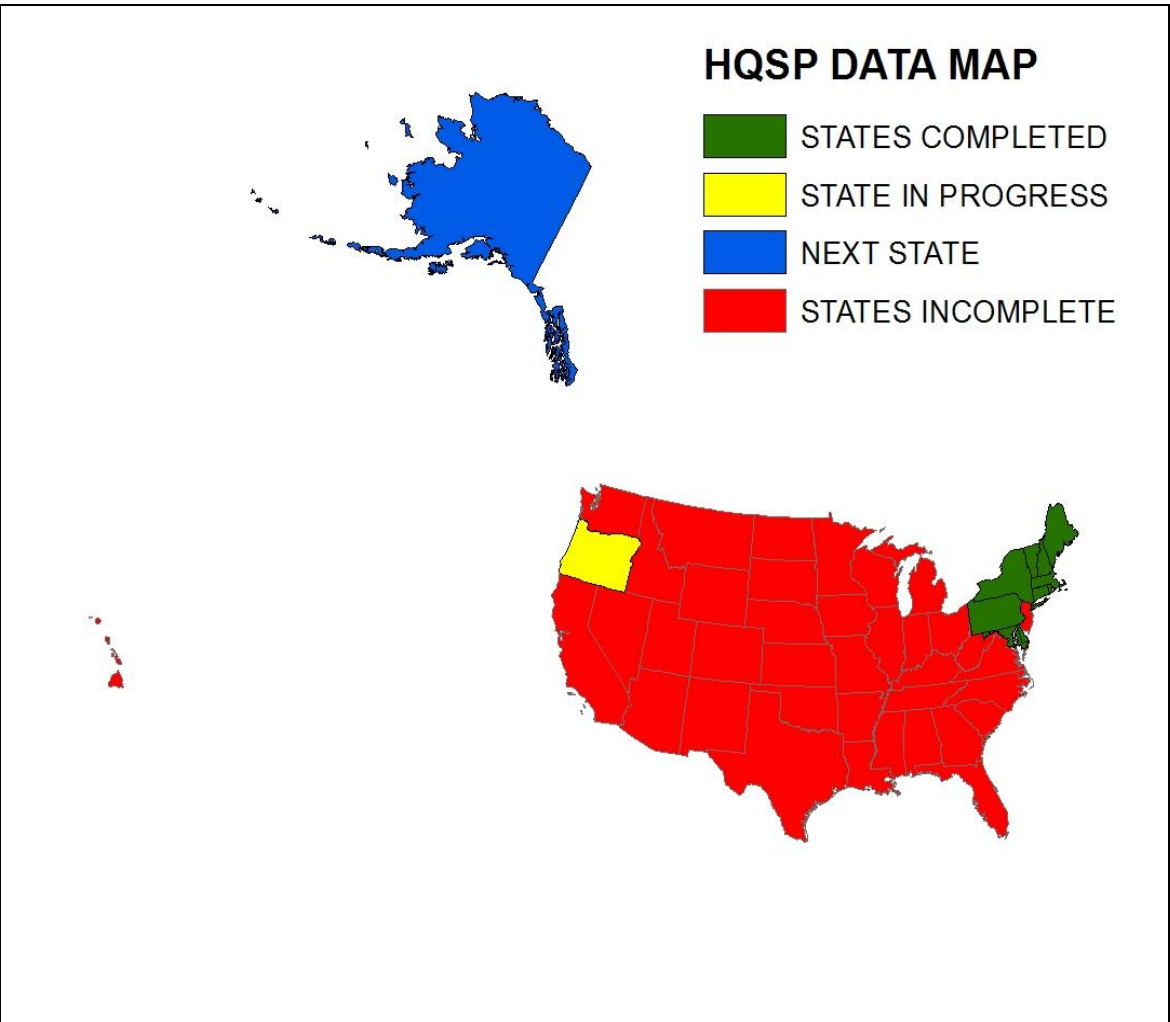 HQSP DATA MAP
STATES COMPLETED
STATE IN PROGRESS
NEXT STATE
STATES INCOMPLETE